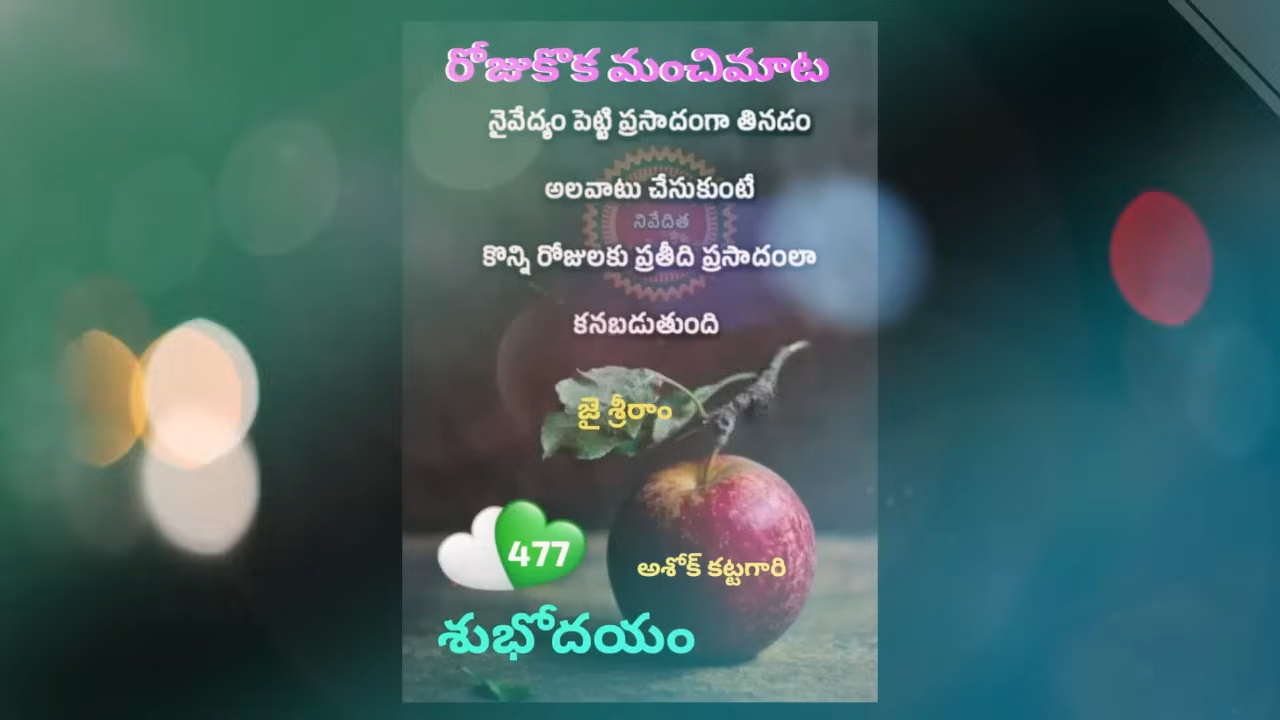 రోజుకొక మంచిమాట
నైవేద్యం పెట్టి ప్రసాదంగా తినడం
అలవాటు చేసుకుంటే
నివేదిత
కొన్ని రోజులకు ప్రతీది ప్రసాదంలా
కనబడుతుంది
జై శ్రీరాం
477
అశోక్ కట్టగారి
శుభోదయం